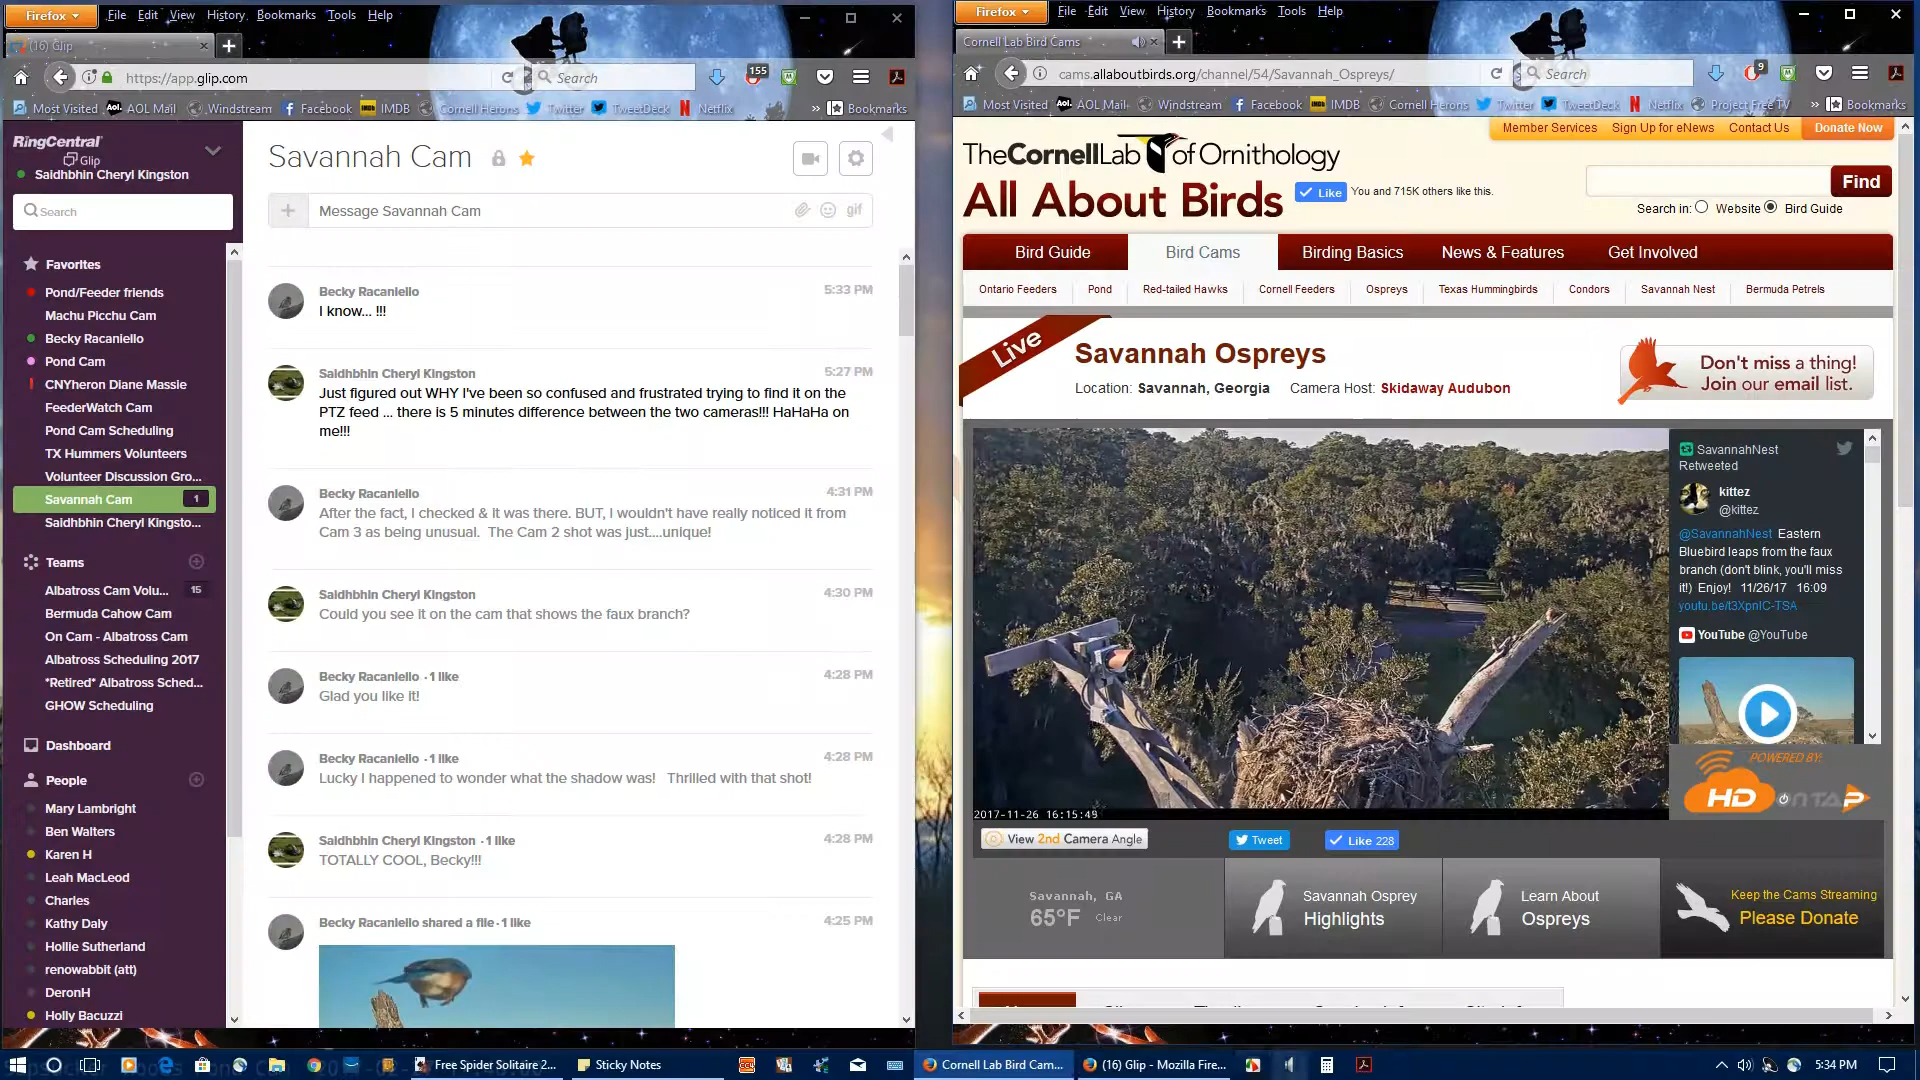 Firefox
File Edit View History Bookmarks Tools Help
(16) Glip
https://app.glip.com
Search
155
Most Visited
AOL Mail
Windstream
Facebook
IMDB
Cornell Herons
Twitter
TweetDeck
Netflix
Bookmarks
RingCentral
Glip
Saidhbhin Cheryl Kingston
Search
Favorites
Pond/Feeder friends
Machu Picchu Cam
Becky Racaniello
Pond Cam
CNYheron Diane Massie
FeederWatch Cam
Pond Cam Scheduling
TX Hummers Volunteers
Volunteer Discussion Gro...
Savannah Cam 1
Saidhbhin Cheryl Kingsto...
Teams
Albatross Cam Volu... 15
Bermuda Cahow Cam
On Cam - Albatross Cam
Albatross Scheduling 2017
*Retired* Albatross Sched...
GHOW Scheduling
Dashboard
People
Mary Lambright
Ben Walters
Karen H
Leah MacLeod
Charles
Kathy Daly
Hollie Sutherland
renowabbit (att)
DeronH
Holly Bacuzzi
Savannah Cam
Message Savannah Cam
gif
Becky Racaniello 5:33 PM
I know... !!!
Saidhbhin Cheryl Kingston 5:27 PM
Just figured out WHY I've been so confused and frustrated trying to find it on the
PTZ feed ... there is 5 minutes difference between the two cameras!!! HaHaHa on
me!!!
Becky Racaniello 4:31 PM
After the fact, I checked & it was there. BUT, I wouldn't have really noticed it from
Cam 3 as being unusual. The Cam 2 shot was just....unique!
Saidhbhin Cheryl Kingston 4:30 PM
Could you see it on the cam that shows the faux branch?
Becky Racaniello · 1 like 4:28 PM
Glad you like it!
Becky Racaniello · 1 like 4:28 PM
Lucky I happened to wonder what the shadow was! Thrilled with that shot!
Saidhbhin Cheryl Kingston · 1 like 4:28 PM
TOTALLY COOL, Becky!!!
Becky Racaniello shared a file · 1 like 4:25 PM
Firefox
File Edit View History Bookmarks Tools Help
Cornell Lab Bird Cams
cams.allaboutbirds.org/channel/54/Savannah_Ospreys/
Search
9
Most Visited
AOL Mail
Windstream
Facebook
IMDB
Cornell Herons
Twitter
TweetDeck
Netflix
Project Free TV
Bookmarks
Member Services Sign Up for eNews Contact Us Donate Now
TheCornellLab of Ornithology
All About Birds
Like
You and 715K others like this.
Find
Search in: Website Bird Guide
Bird Guide Bird Cams Birding Basics News & Features Get Involved
Ontario Feeders Pond Red-tailed Hawks Cornell Feeders Ospreys Texas Hummingbirds Condors Savannah Nest Bermuda Petrels
Live
Savannah Ospreys
Location: Savannah, Georgia Camera Host: Skidaway Audubon
Don't miss a thing!
Join our email list.
2017-11-26 16:15:49
SavannahNest
Retweeted
kittez
@kittez
@SavannahNest Eastern
Bluebird leaps from the faux
branch (don't blink, you'll miss
it!) Enjoy! 11/26/17 16:09
youtu.be/t3XpnIC-TSA
YouTube @YouTube
POWERED BY:
HD ONTAP
View 2nd Camera Angle
Tweet
Like 228
Savannah, GA
65°F Clear
Savannah Osprey
Highlights
Learn About
Ospreys
Keep the Cams Streaming
Please Donate
Free Spider Solitaire 2...
Sticky Notes
Cornell Lab Bird Cam...
(16) Glip - Mozilla Fire...
5:34 PM